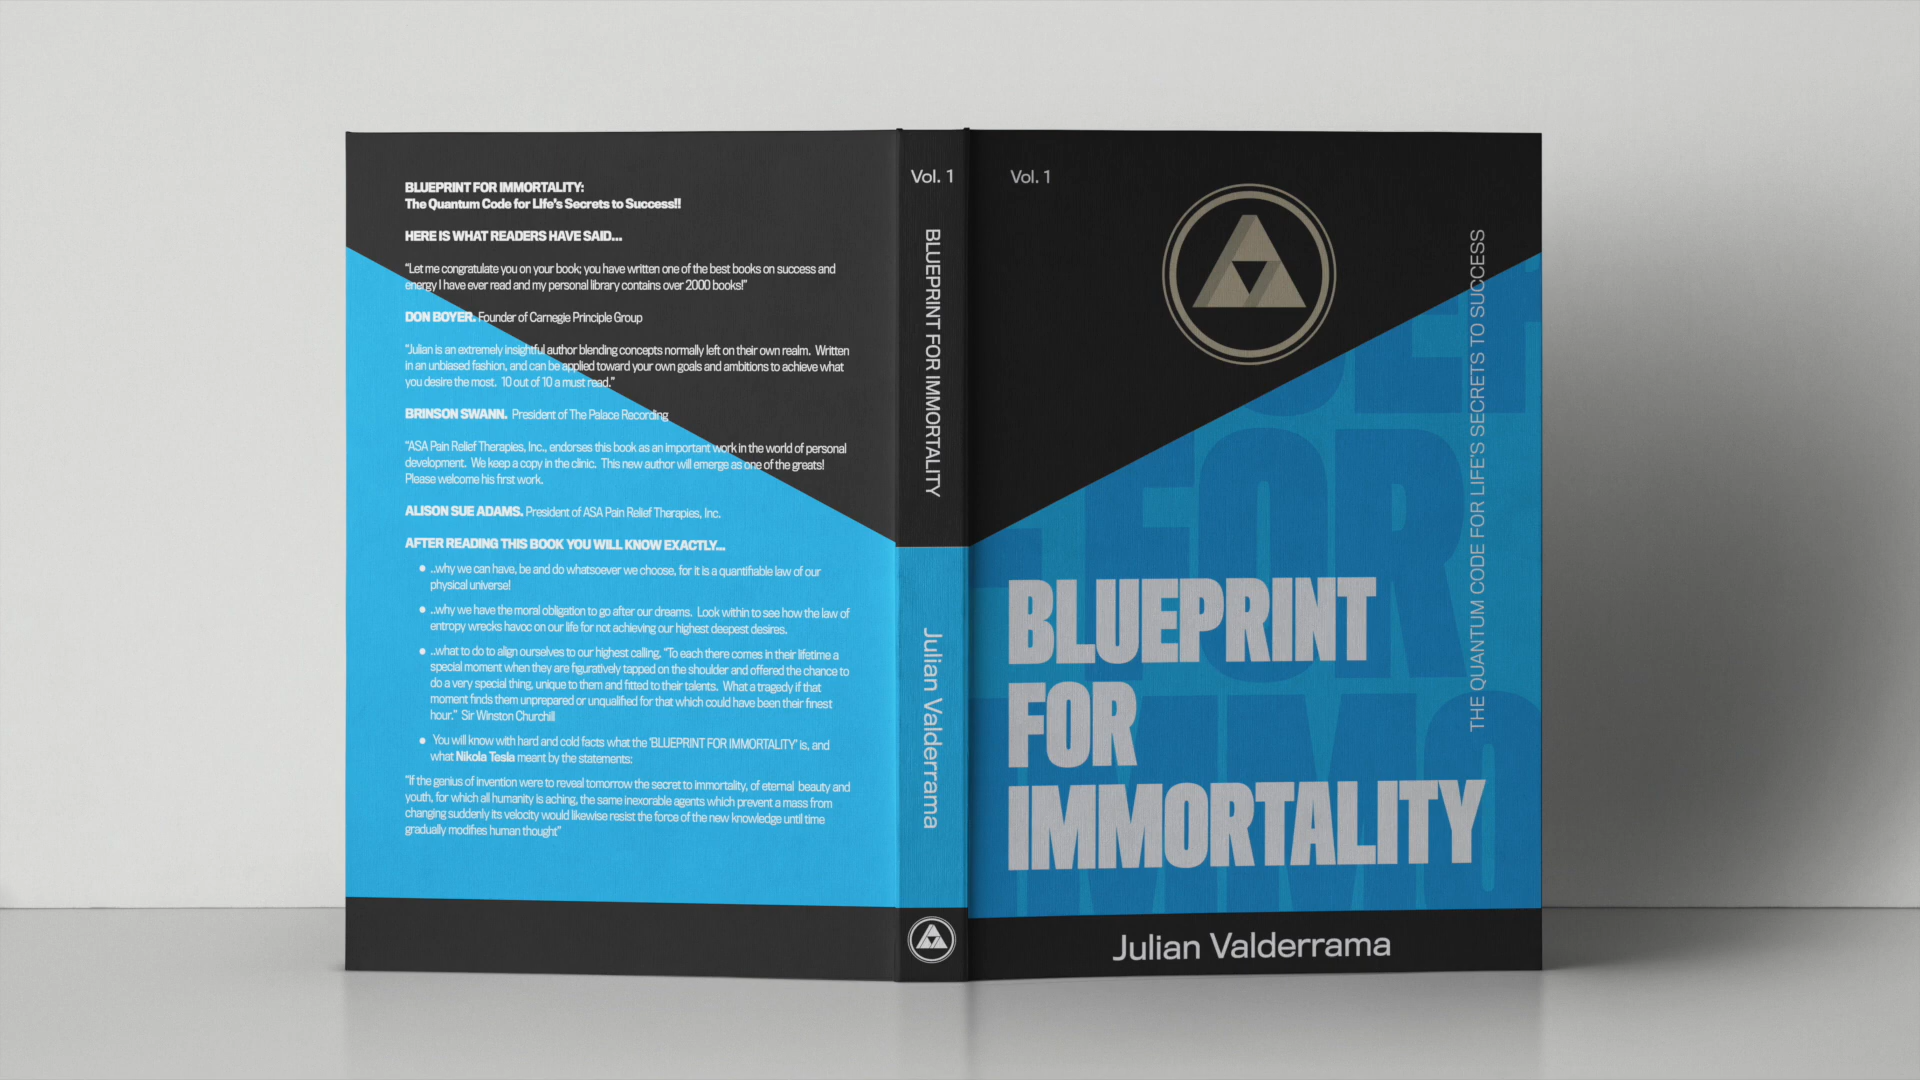 BLUEPRINT FOR IMMORTALITY:
The Quantum Code for LIfe's Secrets to Success!!
HERE IS WHAT READERS HAVE SAID...
"Let me congratulate you on your book; you have written one of the best books on success and
energy I have ever read and my personal library contains over 2000 books!"
DON BOYER. Founder of Carnegie Principle Group
"Julian is an extremely insightful author blending concepts normally left on their own realm. Written
in an unbiased fashion, and can be applied toward your own goals and ambitions to achieve what
you desire the most. 10 out of 10 a must read."
BRINSON SWANN. President of The Palace Recording
"ASA Pain Relief Therapies, Inc., endorses this book as an important work in the world of personal
development. We keep a copy in the clinic. This new author will emerge as one of the greats!
Please welcome his first work.
ALISON SUE ADAMS. President of ASA Pain Relief Therapies, Inc.
AFTER READING THIS BOOK YOU WILL KNOW EXACTLY...
● ..why we can have, be and do whatsoever we choose, for it is a quantifiable law of our
physical universe!
● ..why we have the moral obligation to go after our dreams. Look within to see how the law of
entropy wrecks havoc on our life for not achieving our highest deepest desires.
● ..what to do to align ourselves to our highest calling. "To each there comes in their lifetime a
special moment when they are figuratively tapped on the shoulder and offered the chance to
do a very special thing, unique to them and fitted to their talents. What a tragedy if that
moment finds them unprepared or unqualified for that which could have been their finest
hour." Sir Winston Churchill
● You will know with hard and cold facts what the 'BLUEPRINT FOR IMMORTALITY' is, and
what Nikola Tesla meant by the statements:
"If the genius of invention were to reveal tomorrow the secret to immortality, of eternal beauty and
youth, for which all humanity is aching, the same inexorable agents which prevent a mass from
changing suddenly its velocity would likewise resist the force of the new knowledge until time
gradually modifies human thought"
Vol. 1
BLUEPRINT FOR IMMORTALITY
Julian Valderrama
Vol. 1
THE QUANTUM CODE FOR LIFE'S SECRETS TO SUCCESS
FOR
BLUEPRINT
FOR
IMMORTALITY
Julian Valderrama